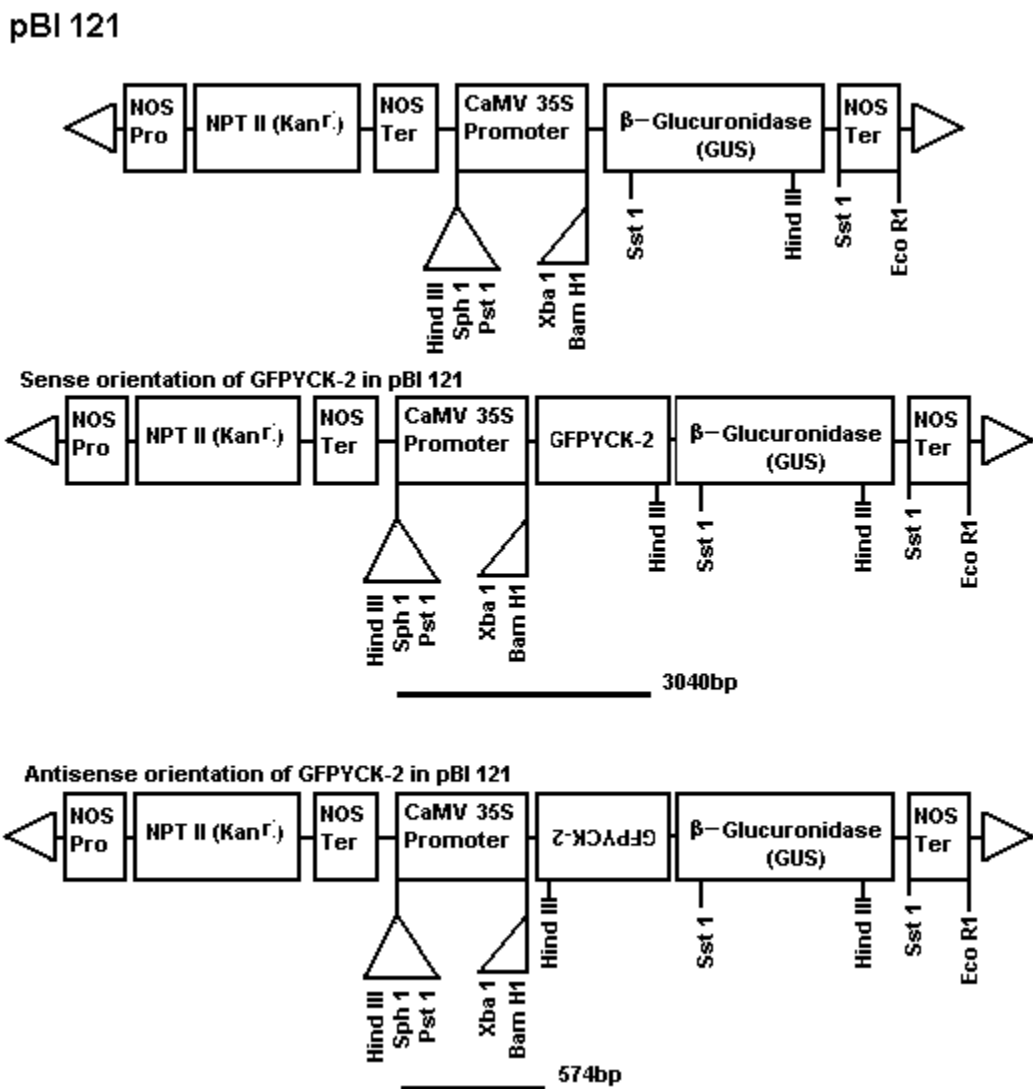 pBI 121
NOS Pro
NPT II (Kanr.)
NOS Ter
CaMV 35S Promoter
β-Glucuronidase (GUS)
NOS Ter
Hind III
Sph 1
Pst 1
Xba 1
Bam H1
Sst 1
Hind III
Sst 1
Eco R1
Sense orientation of GFPYCK-2 in pBI 121
NOS Pro
NPT II (Kanr.)
NOS Ter
CaMV 35S Promoter
GFPYCK-2
β-Glucuronidase (GUS)
NOS Ter
Hind III
Sph 1
Pst 1
Xba 1
Bam H1
Hind III
Sst 1
Hind III
Sst 1
Eco R1
3040bp
Antisense orientation of GFPYCK-2 in pBI 121
NOS Pro
NPT II (Kanr.)
NOS Ter
CaMV 35S Promoter
GFPYCK-2
β-Glucuronidase (GUS)
NOS Ter
Hind III
Sph 1
Pst 1
Xba 1
Bam H1
Hind III
Sst 1
Hind III
Sst 1
Eco R1
574bp